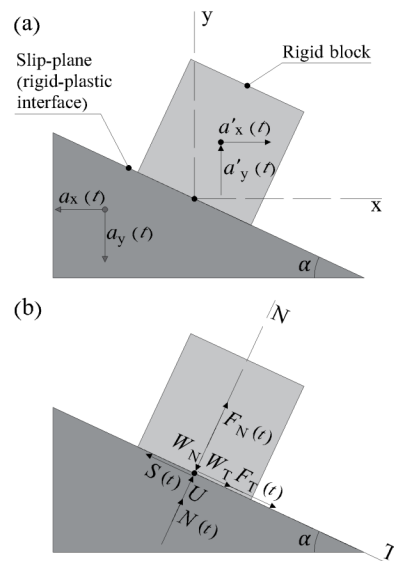 (a)
y
Slip-plane
(rigid-plastic
interface)
Rigid block
a'x (t)
a'y (t)
x
ax (t)
ay (t)
α
(b)
N
FN (t)
WN
WT FT (t)
S(t)
U
N(t)
α
T